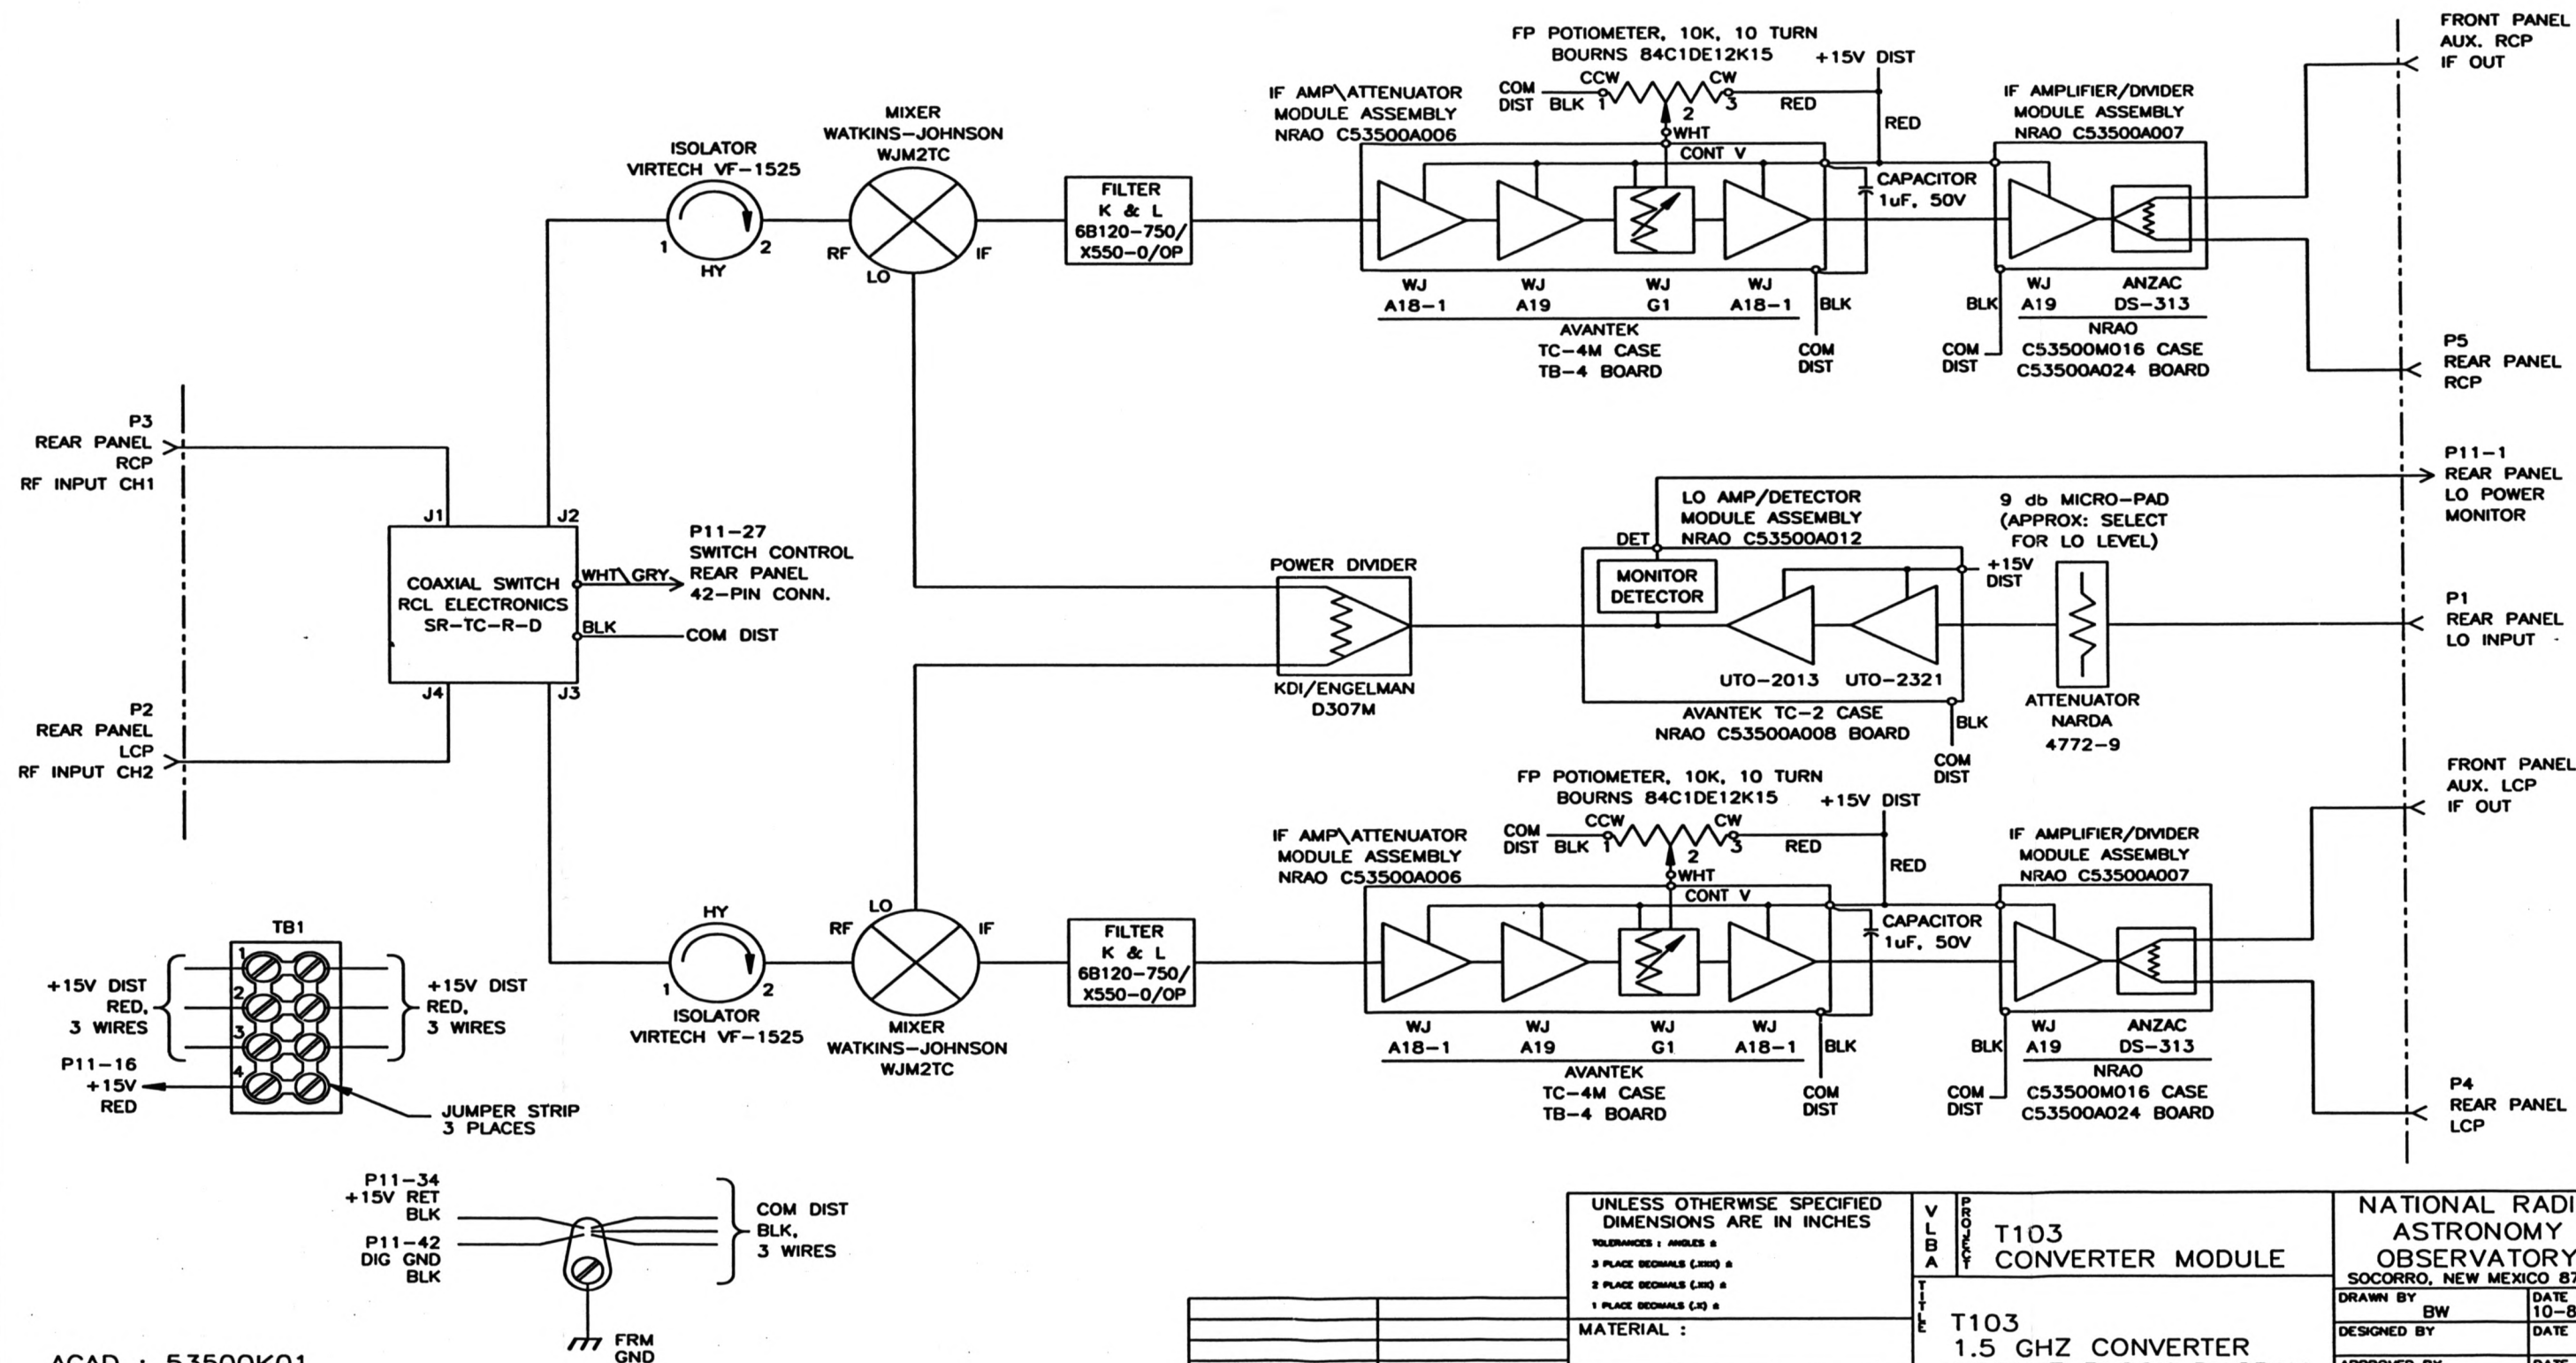 FRONT PANEL
AUX. RCP
IF OUT
FP POTIOMETER, 10K, 10 TURN
BOURNS 84C1DE12K15
+15V DIST
CCW
CW
COM
DIST
BLK
1
2
3
RED
RED
WHT
CONT V
IF AMP\ATTENUATOR
MODULE ASSEMBLY
NRAO C53500A006
IF AMPLIFIER/DIVIDER
MODULE ASSEMBLY
NRAO C53500A007
CAPACITOR
1uF, 50V
MIXER
WATKINS-JOHNSON
WJM2TC
ISOLATOR
VIRTECH VF-1525
1
2
HY
RF
LO
IF
FILTER
K & L
6B120-750/
X550-0/OP
WJ
A18-1
WJ
A19
WJ
G1
WJ
A18-1
BLK
AVANTEK
TC-4M CASE
TB-4 BOARD
COM
DIST
BLK
COM
DIST
WJ
A19
ANZAC
DS-313
NRAO
C53500M016 CASE
C53500A024 BOARD
P5
REAR PANEL
RCP
P3
REAR PANEL
RCP
RF INPUT CH1
J1
J2
COAXIAL SWITCH
RCL ELECTRONICS
SR-TC-R-D
WHT\GRY
P11-27
SWITCH CONTROL
REAR PANEL
42-PIN CONN.
BLK
COM DIST
J4
J3
P2
REAR PANEL
LCP
RF INPUT CH2
POWER DIVIDER
KDI/ENGELMAN
D307M
LO AMP/DETECTOR
MODULE ASSEMBLY
NRAO C53500A012
DET
MONITOR
DETECTOR
UTO-2013
UTO-2321
+15V
DIST
AVANTEK TC-2 CASE
NRAO C53500A008 BOARD
BLK
COM
DIST
9 db MICRO-PAD
(APPROX: SELECT
FOR LO LEVEL)
ATTENUATOR
NARDA
4772-9
P11-1
REAR PANEL
LO POWER
MONITOR
P1
REAR PANEL
LO INPUT
FRONT PANEL
AUX. LCP
IF OUT
FP POTIOMETER, 10K, 10 TURN
BOURNS 84C1DE12K15
+15V DIST
CCW
CW
COM
DIST
BLK
1
2
3
RED
RED
WHT
CONT V
IF AMP\ATTENUATOR
MODULE ASSEMBLY
NRAO C53500A006
IF AMPLIFIER/DIVIDER
MODULE ASSEMBLY
NRAO C53500A007
CAPACITOR
1uF, 50V
HY
1
2
ISOLATOR
VIRTECH VF-1525
LO
RF
IF
MIXER
WATKINS-JOHNSON
WJM2TC
FILTER
K & L
6B120-750/
X550-0/OP
WJ
A18-1
WJ
A19
WJ
G1
WJ
A18-1
BLK
AVANTEK
TC-4M CASE
TB-4 BOARD
COM
DIST
BLK
COM
DIST
WJ
A19
ANZAC
DS-313
NRAO
C53500M016 CASE
C53500A024 BOARD
P4
REAR PANEL
LCP
TB1
1
2
3
4
+15V DIST
RED,
3 WIRES
+15V DIST
RED,
3 WIRES
P11-16
+15V
RED
JUMPER STRIP
3 PLACES
P11-34
+15V RET
BLK
P11-42
DIG GND
BLK
COM DIST
BLK,
3 WIRES
FRM
GND
ACAD : 53500K01
UNLESS OTHERWISE SPECIFIED
DIMENSIONS ARE IN INCHES
TOLERANCES : ANGLES ±
3 PLACE DECIMALS (.XXX) ±
2 PLACE DECIMALS (.XX) ±
1 PLACE DECIMALS (.X) ±
MATERIAL :
VLBA
PROJECT
T103
CONVERTER MODULE
TITLE
T103
1.5 GHZ CONVERTER
NATIONAL RADI
ASTRONOMY
OBSERVATORY
SOCORRO, NEW MEXICO 87
DRAWN BY
BW
DATE
10-8
DESIGNED BY
DATE